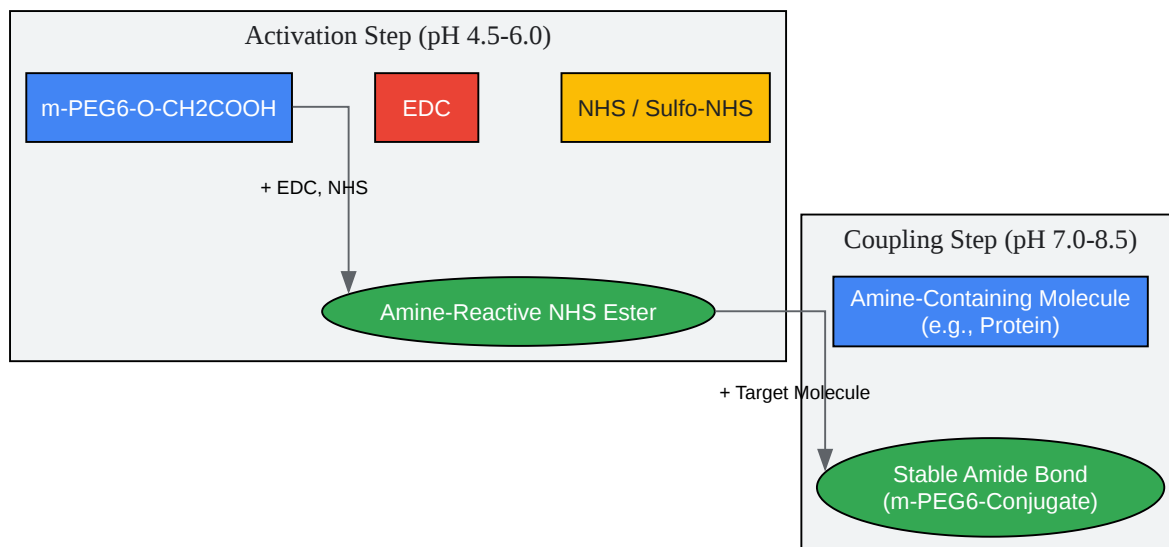 Activation Step (pH 4.5-6.0)
m-PEG6-O-CH2COOH
EDC
NHS / Sulfo-NHS
+ EDC, NHS
Amine-Reactive NHS Ester
Coupling Step (pH 7.0-8.5)
Amine-Containing Molecule
(e.g., Protein)
+ Target Molecule
Stable Amide Bond
(m-PEG6-Conjugate)